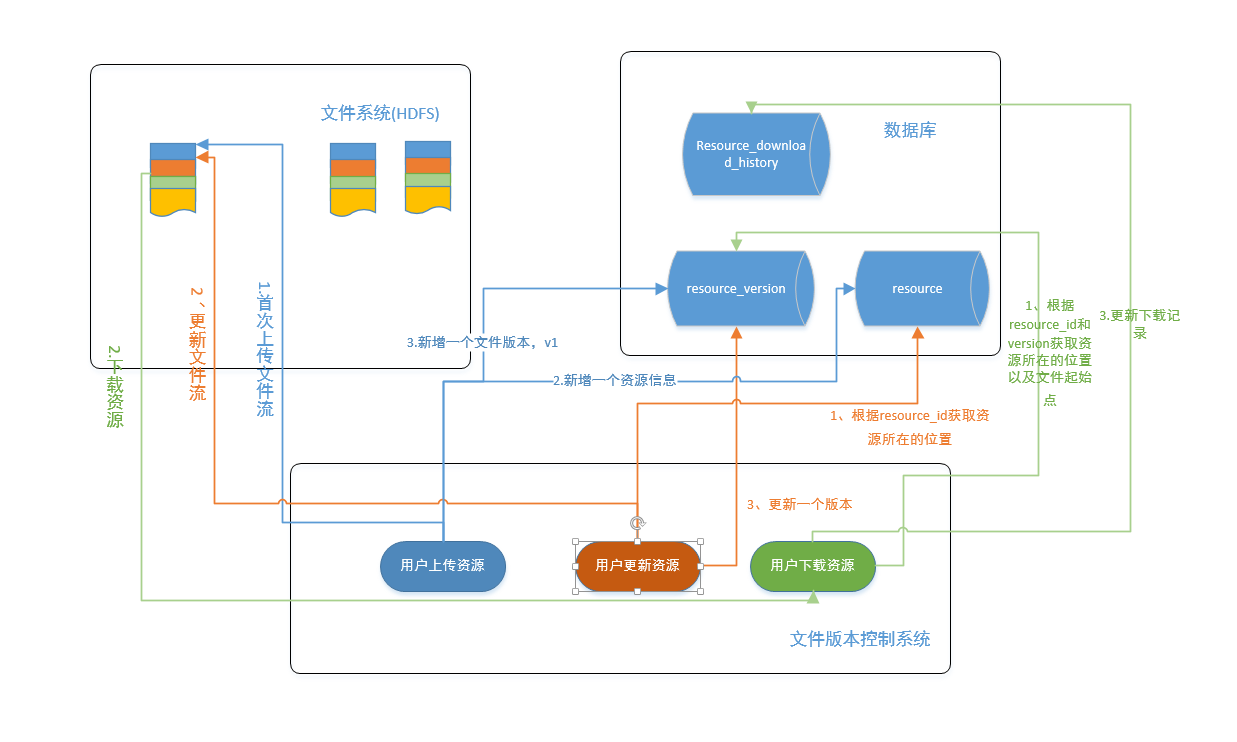 文件系统(HDFS)
数据库
Resource_downloa
d_history
resource_version
resource
1.首次上传文件流
2、更新文件流
2.下载资源
3.新增一个文件版本，v1
2.新增一个资源信息
1、根据
resource_id和
version获取资
源所在的位置
以及文件起始
点
3.更新下载记
录
1、根据resource_id获取资
源所在的位置
3、更新一个版本
用户上传资源
用户更新资源
用户下载资源
文件版本控制系统